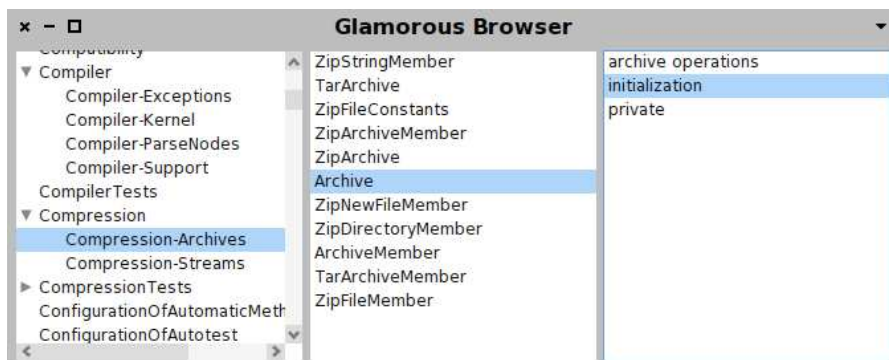 Glamorous Browser
Compiler
Compiler-Exceptions
Compiler-Kernel
Compiler-ParseNodes
Compiler-Support
CompilerTests
Compression
Compression-Archives
Compression-Streams
CompressionTests
ConfigurationOfAutomaticMeth
ConfigurationOfAutotest
ZipStringMember
TarArchive
ZipFileConstants
ZipArchiveMember
ZipArchive
Archive
ZipNewFileMember
ZipDirectoryMember
ArchiveMember
TarArchiveMember
ZipFileMember
archive operations
initialization
private